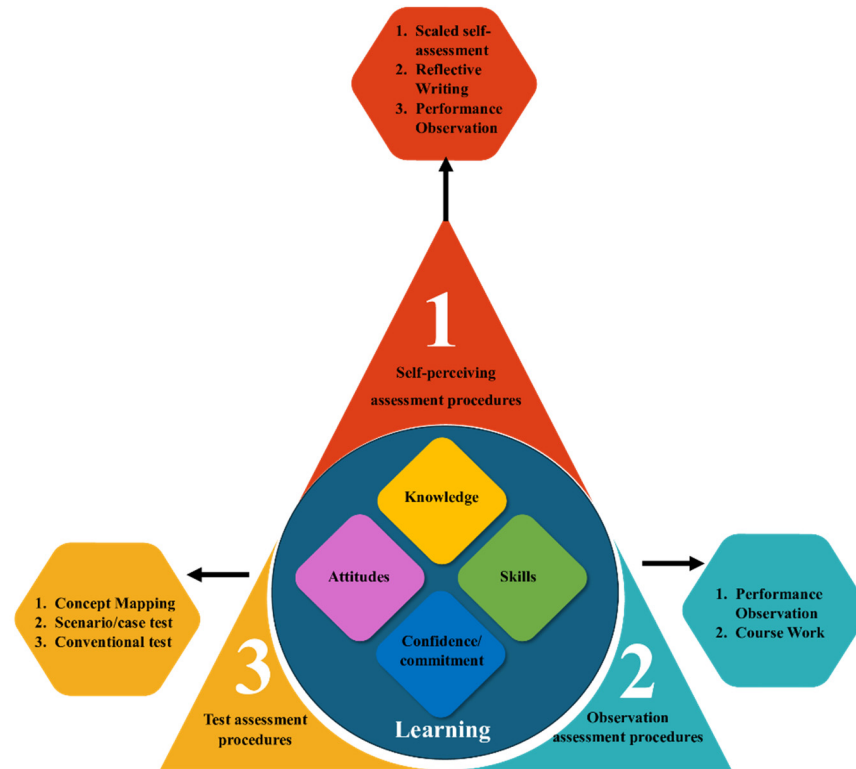 1. Scaled self-
assessment
2. Reflective
Writing
3. Performance
Observation
1
Self-perceiving
assessment procedures
Knowledge
Attitudes
Skills
Confidence/
commitment
Learning
1. Concept Mapping
2. Scenario/case test
3. Conventional test
1. Performance
Observation
2. Course Work
3
Test assessment
procedures
2
Observation
assessment procedures